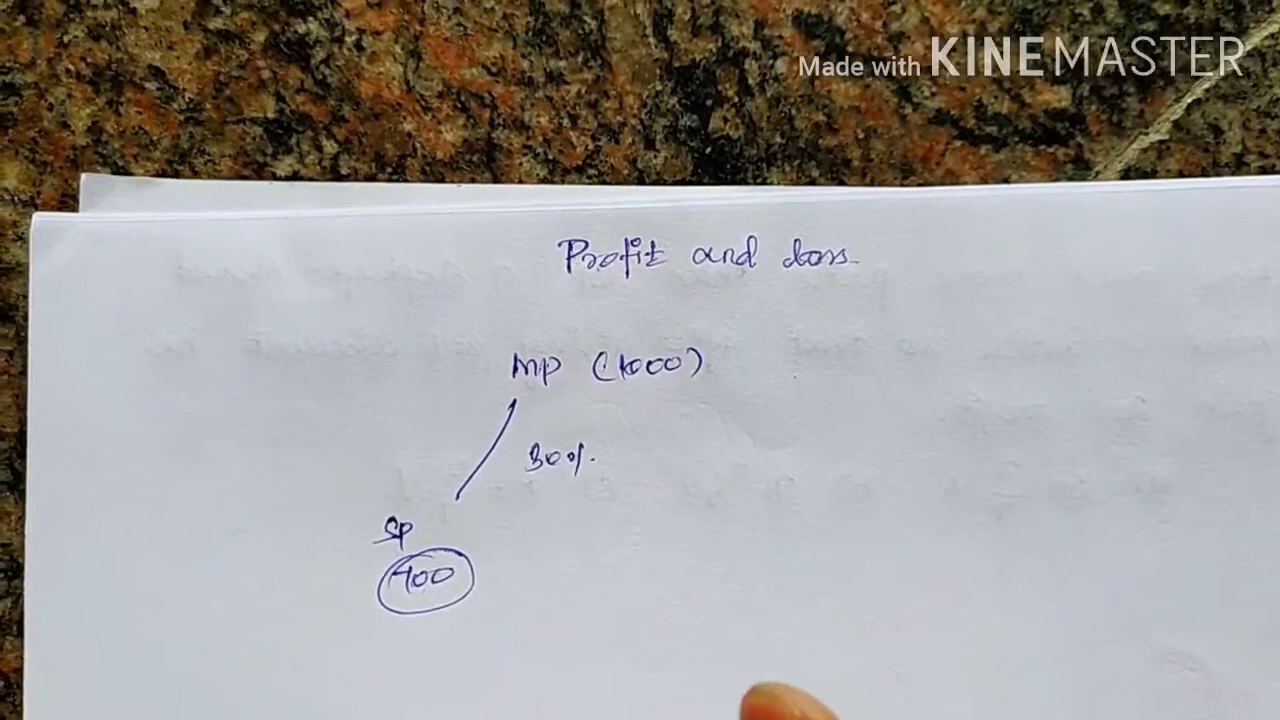 Made with KINEMASTER
Profit and loss
MP (1000)
30%.
SP
700